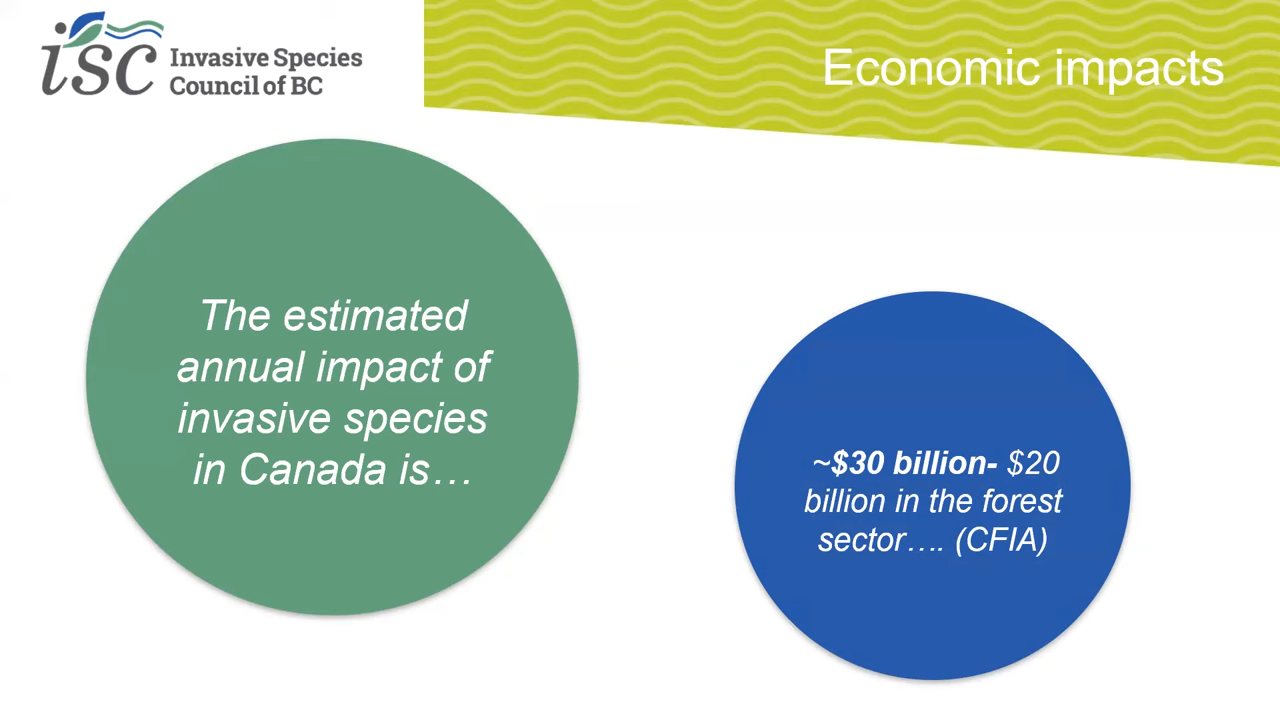 isc
Invasive Species
Council of BC
Economic impacts
The estimated
annual impact of
invasive species
in Canada is…
~$30 billion- $20
billion in the forest
sector…. (CFIA)